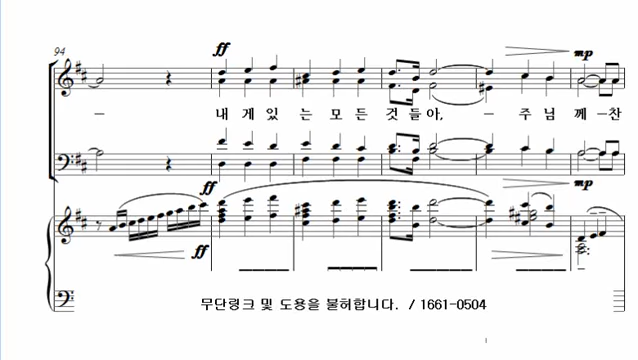 94
ff
mp
내 게 있 는 모 든 것 들 아, 주 님 께 찬
ff
mp
ff
무단링크 및 도용을 불허합니다. / 1661-0504